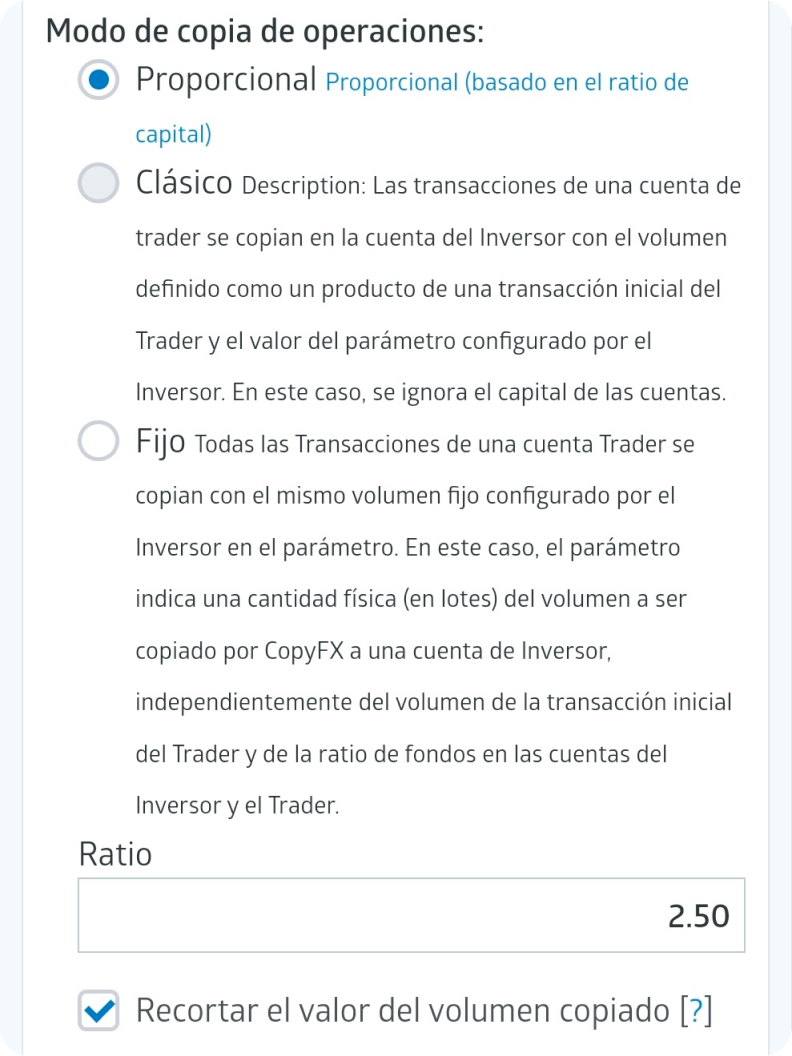 Modo de copia de operaciones:
Proporcional Proporcional (basado en el ratio de
capital)
Clásico Description: Las transacciones de una cuenta de
trader se copian en la cuenta del Inversor con el volumen
definido como un producto de una transacción inicial del
Trader y el valor del parámetro configurado por el
Inversor. En este caso, se ignora el capital de las cuentas.
Fijo Todas las Transacciones de una cuenta Trader se
copian con el mismo volumen fijo configurado por el
Inversor en el parámetro. En este caso, el parámetro
indica una cantidad física (en lotes) del volumen a ser
copiado por CopyFX a una cuenta de Inversor,
independientemente del volumen de la transacción inicial
del Trader y de la ratio de fondos en las cuentas del
Inversor y el Trader.
Ratio
2.50
Recortar el valor del volumen copiado [?]